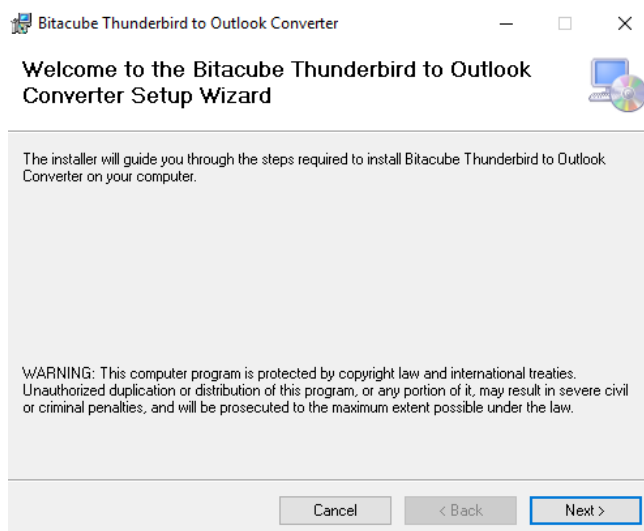 Bitacube Thunderbird to Outlook Converter
Welcome to the Bitacube Thunderbird to Outlook
Converter Setup Wizard
The installer will guide you through the steps required to install Bitacube Thunderbird to Outlook
Converter on your computer.
WARNING: This computer program is protected by copyright law and international treaties.
Unauthorized duplication or distribution of this program, or any portion of it, may result in severe civil
or criminal penalties, and will be prosecuted to the maximum extent possible under the law.
Cancel < Back Next >